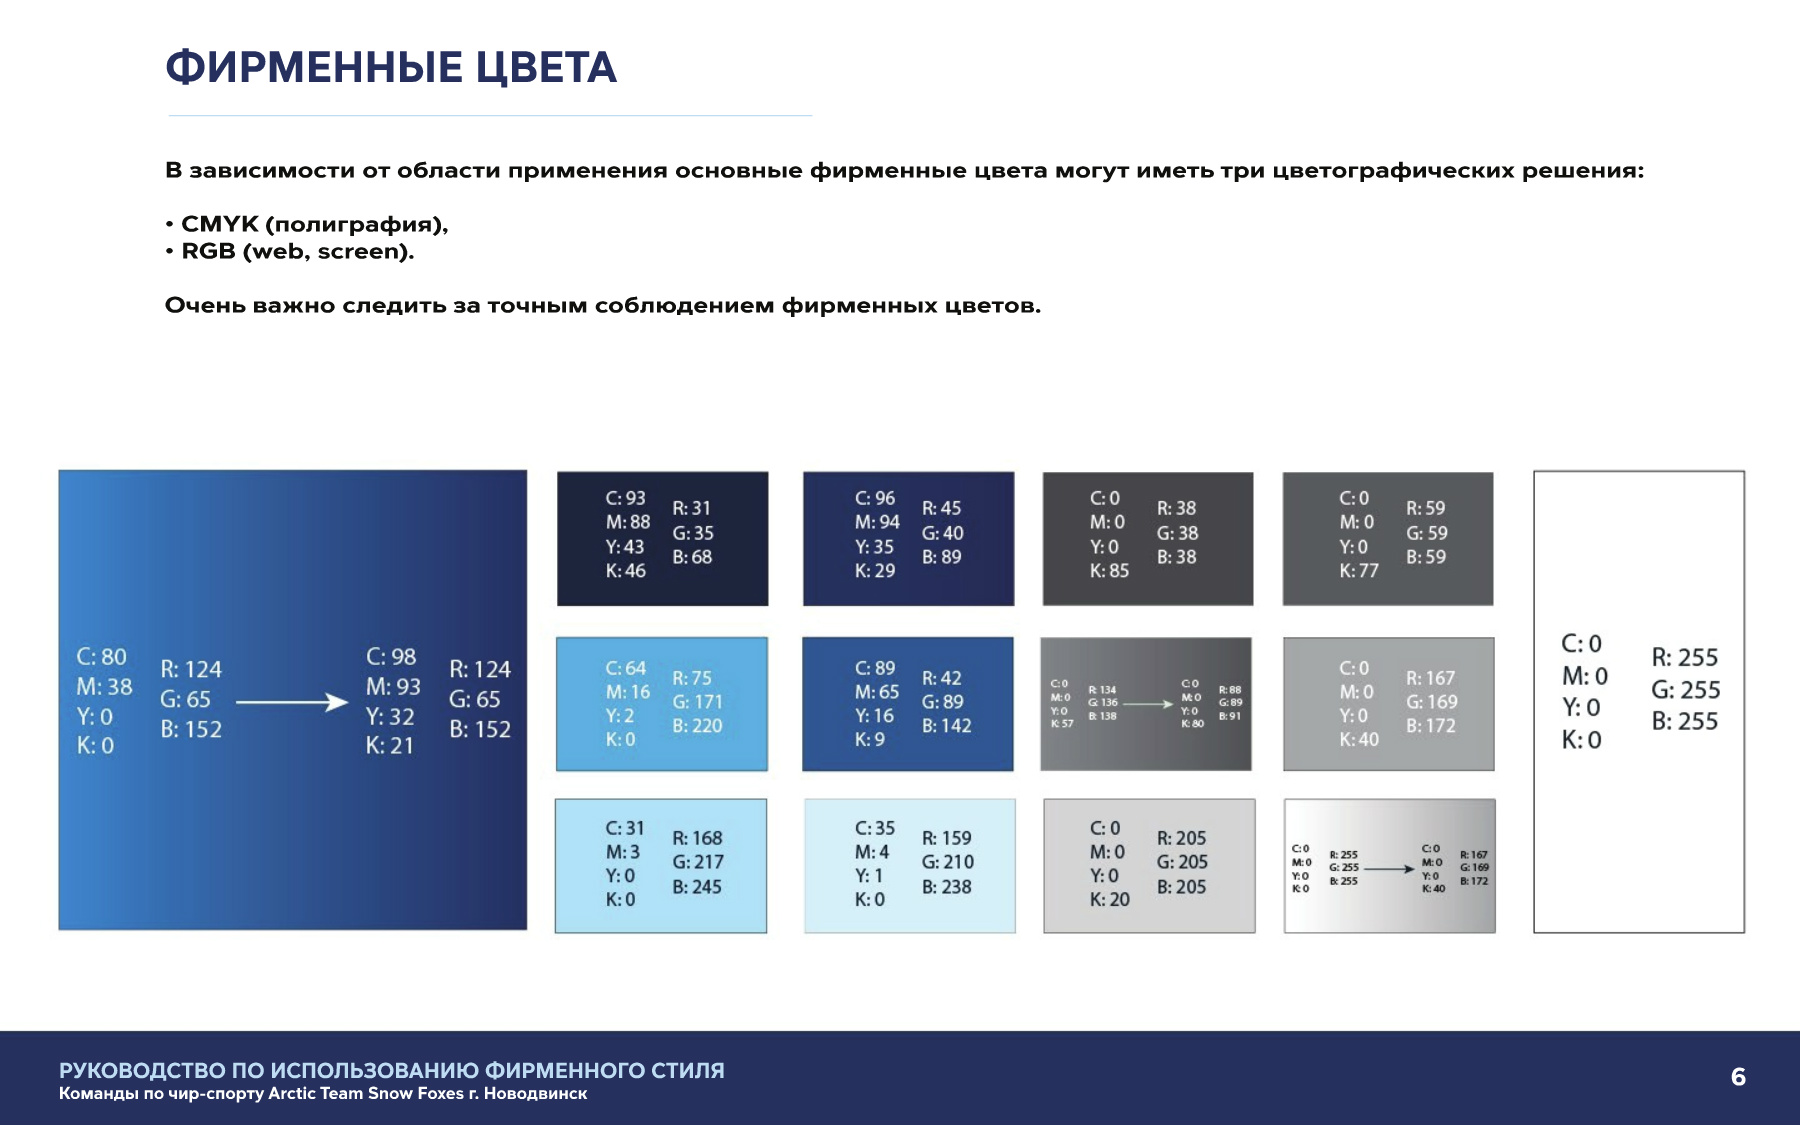 ФИРМЕННЫЕ ЦВЕТА
В зависимости от области применения основные фирменные цвета могут иметь три цветографических решения:
• CMYK (полиграфия),
• RGB (web, screen).
Очень важно следить за точным соблюдением фирменных цветов.
C: 80
M: 38
Y: 0
K: 0
R: 124
G: 65
B: 152
C: 98
M: 93
Y: 32
K: 21
R: 124
G: 65
B: 152
C: 93
M: 88
Y: 43
K: 46
R: 31
G: 35
B: 68
C: 96
M: 94
Y: 35
K: 29
R: 45
G: 40
B: 89
C: 0
M: 0
Y: 0
K: 85
R: 38
G: 38
B: 38
C: 0
M: 0
Y: 0
K: 77
R: 59
G: 59
B: 59
C: 64
M: 16
Y: 2
K: 0
R: 75
G: 171
B: 220
C: 89
M: 65
Y: 16
K: 9
R: 42
G: 89
B: 142
C: 0
M: 0
Y: 0
K: 57
R: 134
G: 136
B: 138
C: 0
M: 0
Y: 0
K: 80
R: 88
G: 89
B: 91
C: 0
M: 0
Y: 0
K: 40
R: 167
G: 169
B: 172
C: 31
M: 3
Y: 0
K: 0
R: 168
G: 217
B: 245
C: 35
M: 4
Y: 1
K: 0
R: 159
G: 210
B: 238
C: 0
M: 0
Y: 0
K: 20
R: 205
G: 205
B: 205
C: 0
M: 0
Y: 0
K: 0
R: 255
G: 255
B: 255
C: 0
M: 0
Y: 0
K: 40
R: 167
G: 169
B: 172
C: 0
M: 0
Y: 0
K: 0
R: 255
G: 255
B: 255
РУКОВОДСТВО ПО ИСПОЛЬЗОВАНИЮ ФИРМЕННОГО СТИЛЯ
Команды по чир-спорту Arctic Team Snow Foxes г. Новодвинск
6